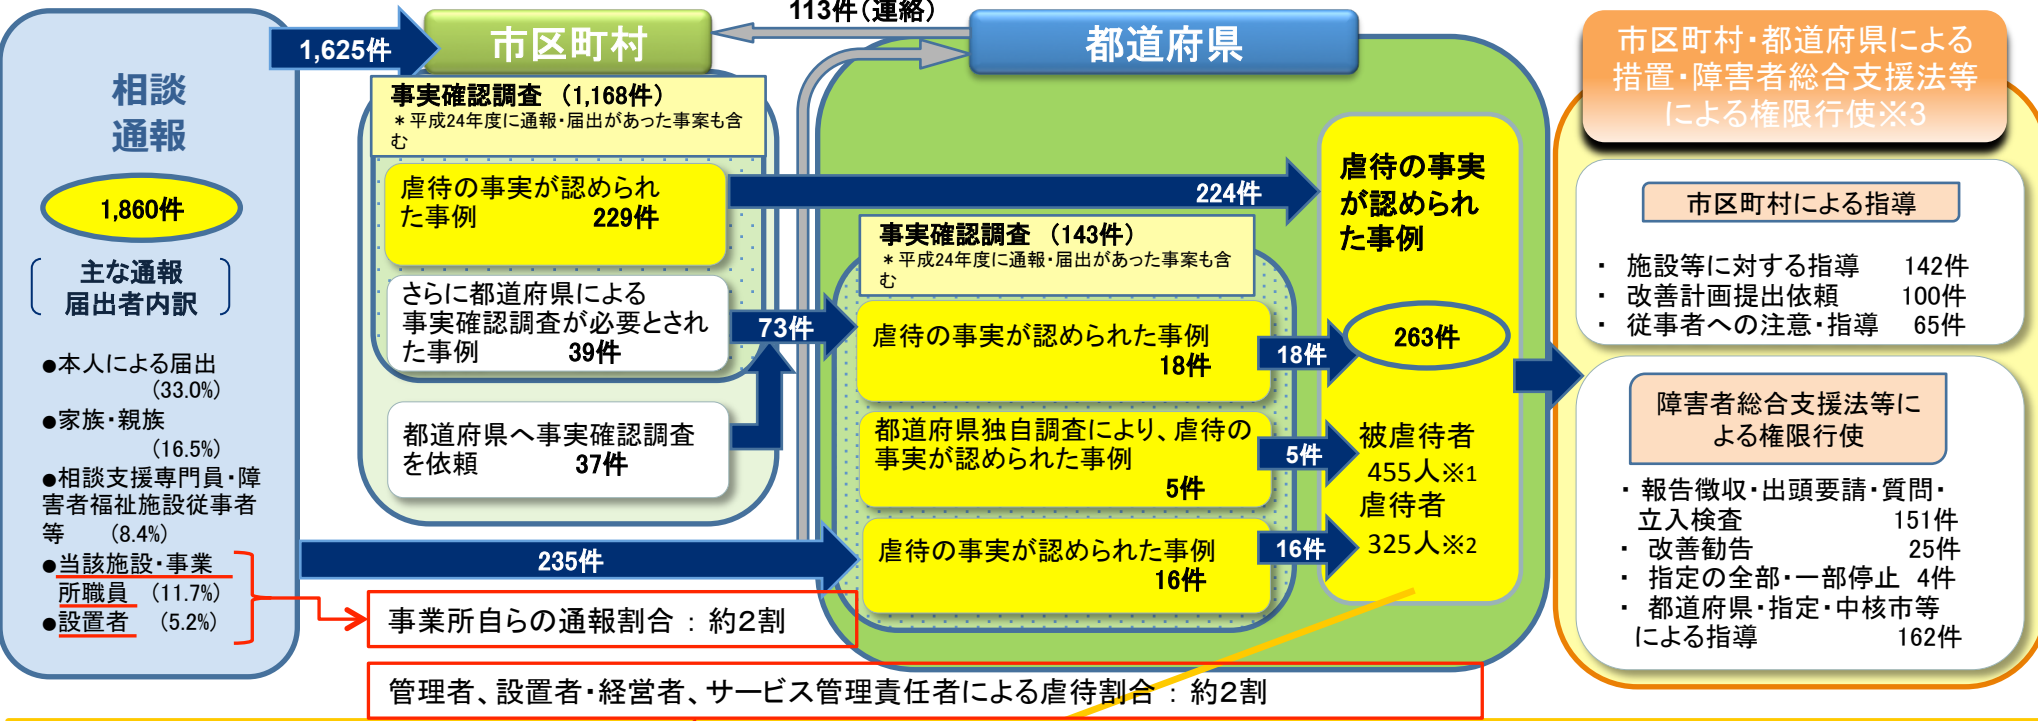 113件（連絡）
1,625件
市区町村
都道府県
相談
通報
1,860件
主な通報
届出者内訳
●本人による届出
（33.0%）
●家族・親族
（16.5%）
●相談支援専門員・障
害者福祉施設従事者
等　（8.4%）
●当該施設・事業
所職員　（11.7%）
●設置者　（5.2%）
事実確認調査　（1,168件）
＊平成24年度に通報・届出があった事案も含
む
虐待の事実が認められ
た事例　　　　229件
さらに都道府県による
事実確認調査が必要とされ
た事例　　　39件
都道府県へ事実確認調査
を依頼　　　37件
224件
73件
235件
事実確認調査　（143件）
＊平成24年度に通報・届出があった事案も含
む
虐待の事実が認められた事例
18件
都道府県独自調査により、虐待の
事実が認められた事例
5件
虐待の事実が認められた事例
16件
18件
5件
16件
虐待の事実
が認められ
た事例
263件
被虐待者
455人※1
虐待者
325人※2
事業所自らの通報割合 ： 約２割
管理者、設置者・経営者、サービス管理責任者による虐待割合 ： 約２割
市区町村・都道府県による
措置・障害者総合支援法等
による権限行使※3
市区町村による指導
・ 施設等に対する指導　142件
・ 改善計画提出依頼　　100件
・ 従事者への注意・指導　65件
障害者総合支援法等に
よる権限行使
・ 報告徴収・出頭要請・質問・
立入検査　　　　　151件
・ 改善勧告　　　　　25件
・ 指定の全部・一部停止　4件
・ 都道府県・指定・中核市等
による指導　　　　162件